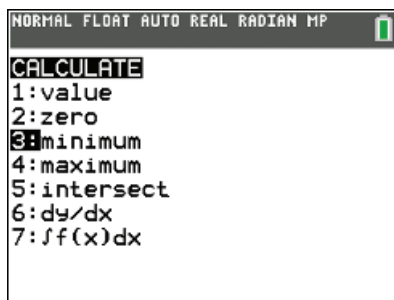 NORMAL FLOAT AUTO REAL RADIAN MP
CALCULATE
1:value
2:zero
3:minimum
4:maximum
5:intersect
6:dy/dx
7:∫f(x)dx